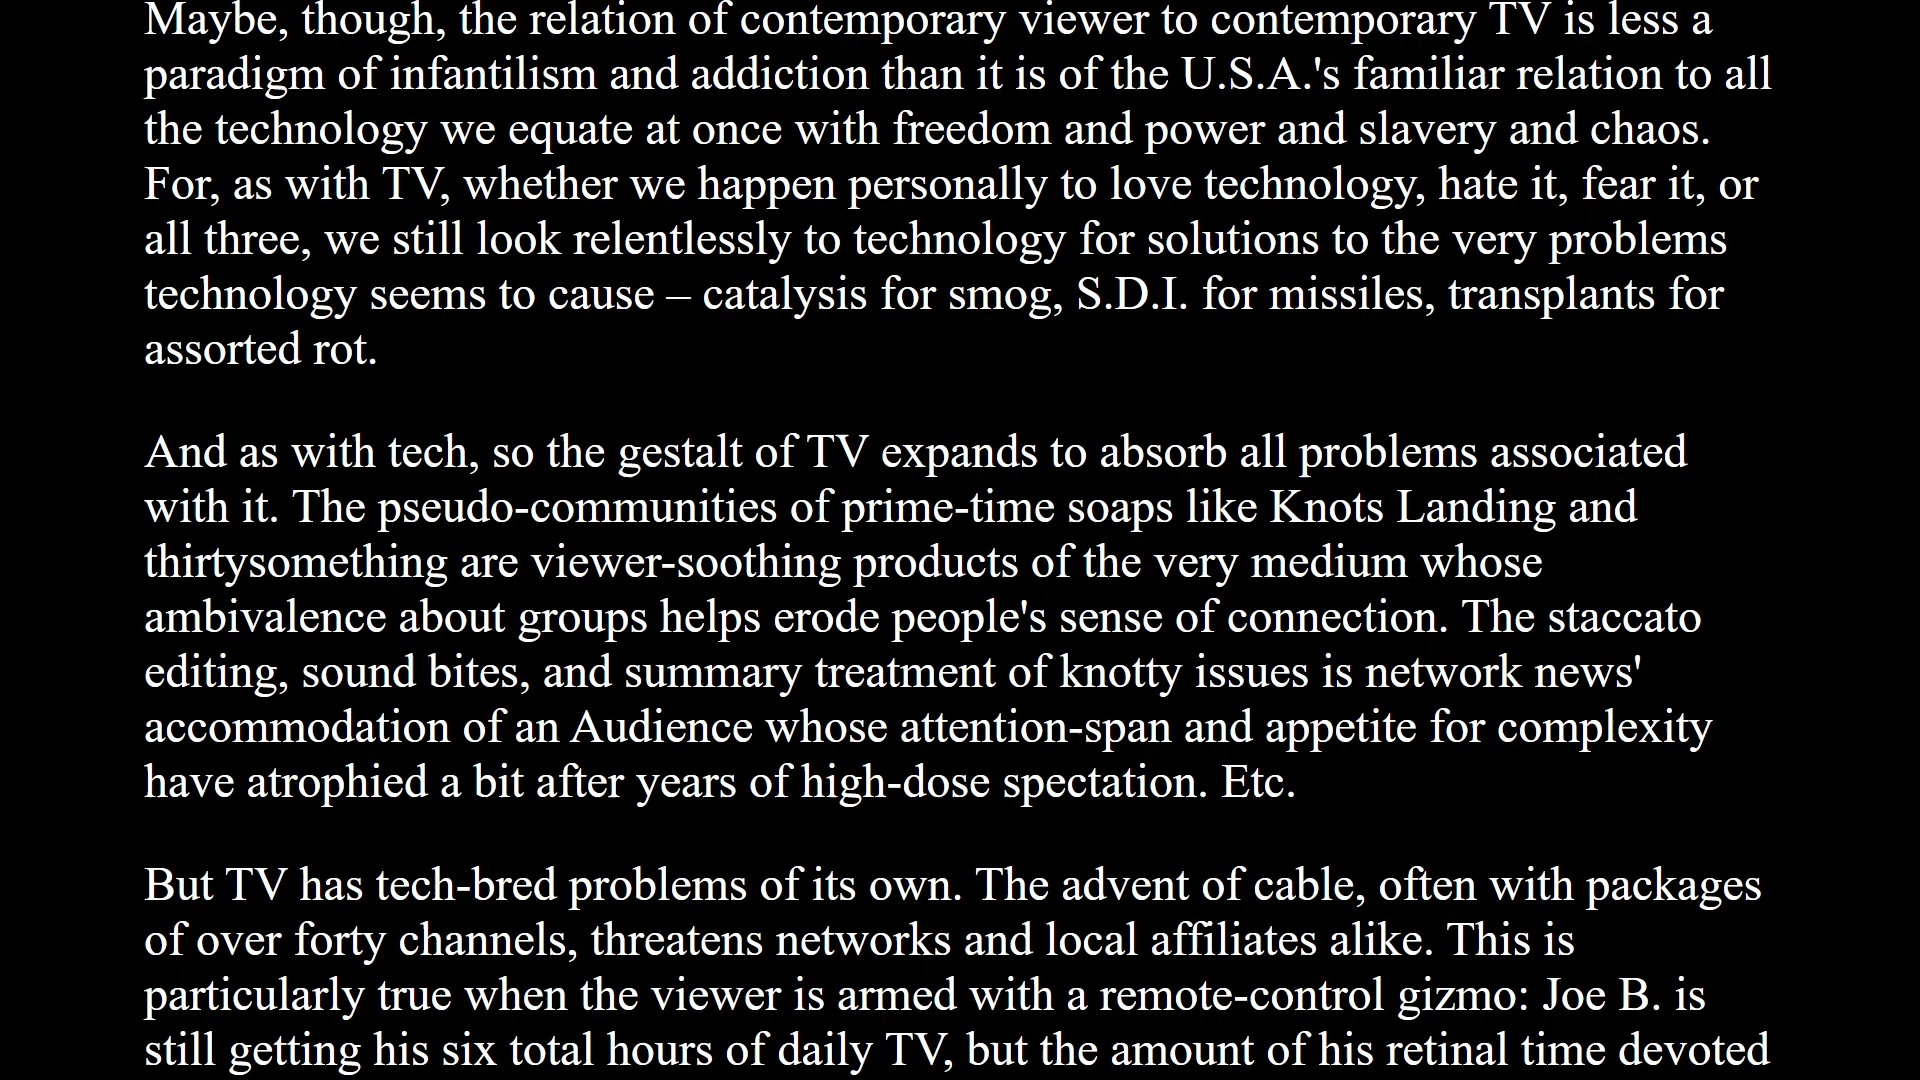 Maybe, though, the relation of contemporary viewer to contemporary TV is less a
paradigm of infantilism and addiction than it is of the U.S.A.'s familiar relation to all
the technology we equate at once with freedom and power and slavery and chaos.
For, as with TV, whether we happen personally to love technology, hate it, fear it, or
all three, we still look relentlessly to technology for solutions to the very problems
technology seems to cause – catalysis for smog, S.D.I. for missiles, transplants for
assorted rot.
And as with tech, so the gestalt of TV expands to absorb all problems associated
with it. The pseudo-communities of prime-time soaps like Knots Landing and
thirtysomething are viewer-soothing products of the very medium whose
ambivalence about groups helps erode people's sense of connection. The staccato
editing, sound bites, and summary treatment of knotty issues is network news'
accommodation of an Audience whose attention-span and appetite for complexity
have atrophied a bit after years of high-dose spectation. Etc.
But TV has tech-bred problems of its own. The advent of cable, often with packages
of over forty channels, threatens networks and local affiliates alike. This is
particularly true when the viewer is armed with a remote-control gizmo: Joe B. is
still getting his six total hours of daily TV, but the amount of his retinal time devoted